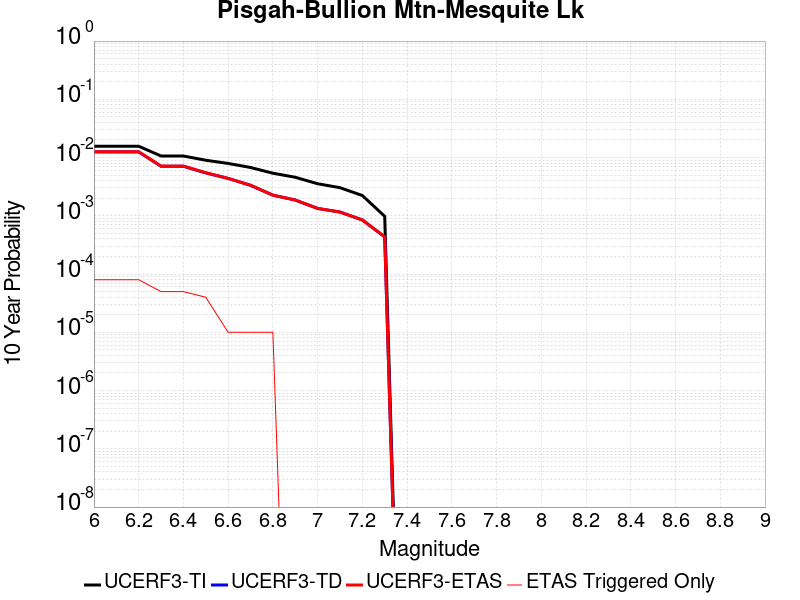 Pisgah-Bullion Mtn-Mesquite Lk
10^0
10^-1
10^-2
10^-3
10^-4
10^-5
10^-6
10^-7
10^-8
10 Year Probability
6 6.2 6.4 6.6 6.8 7 7.2 7.4 7.6 7.8 8 8.2 8.4 8.6 8.8 9
Magnitude
UCERF3-TI UCERF3-TD UCERF3-ETAS ETAS Triggered Only